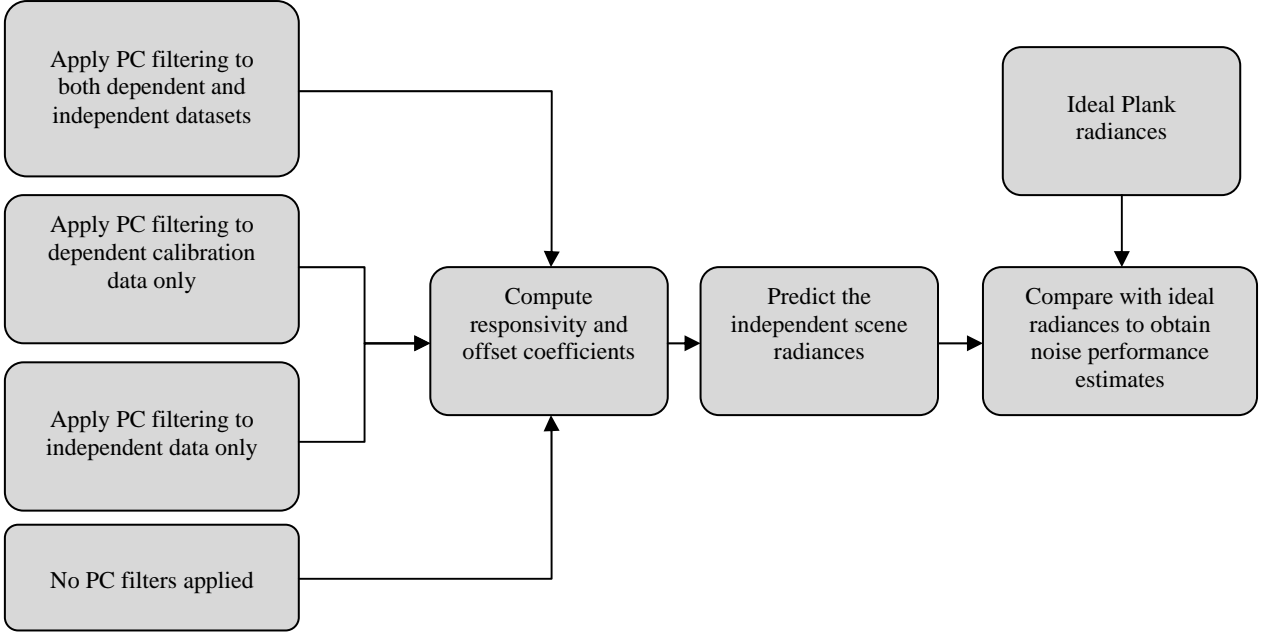 Apply PC filtering to
both dependent and
independent datasets
Apply PC filtering to
dependent calibration
data only
Apply PC filtering to
independent data only
No PC filters applied
Compute
responsivity and
offset coefficients
Predict the
independent scene
radiances
Ideal Plank
radiances
Compare with ideal
radiances to obtain
noise performance
estimates